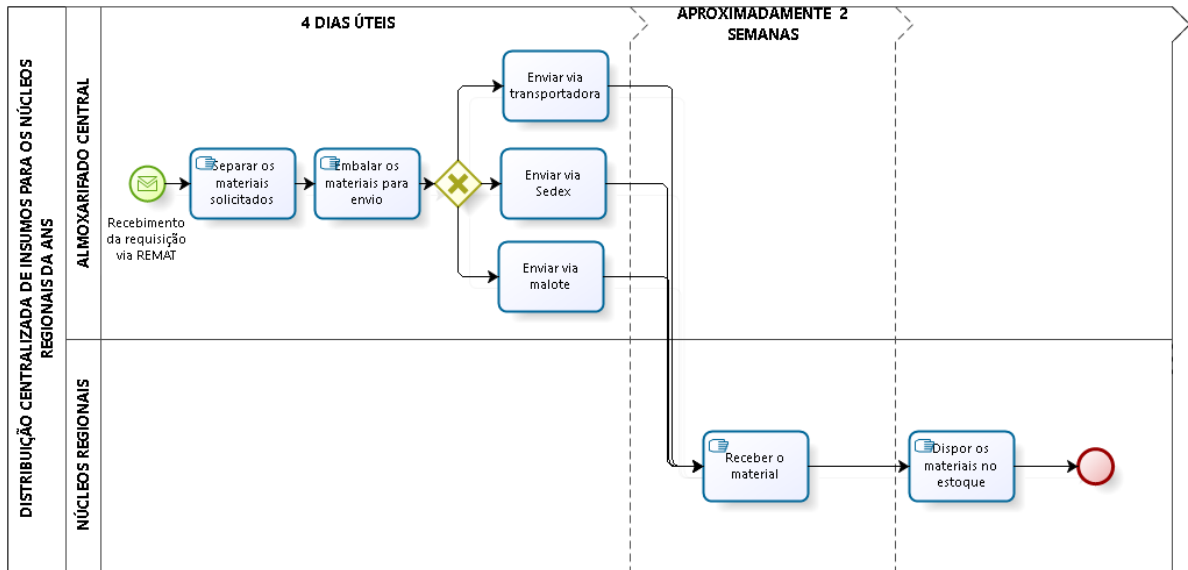 DISTRIBUIÇÃO CENTRALIZADA DE INSUMOS PARA OS NÚCLEOS
REGIONAIS DA ANS
ALMOXARIFADO CENTRAL
4 DIAS ÚTEIS
APROXIMADAMENTE 2
SEMANAS
Recebimento
da requisição
via REMAT
Separar os
materiais
solicitados
Embalar os
materiais para
envio
Enviar via
transportadora
Enviar via
Sedex
Enviar via
malote
NÚCLEOS REGIONAIS
Receber o
material
Dispor os
materiais no
estoque